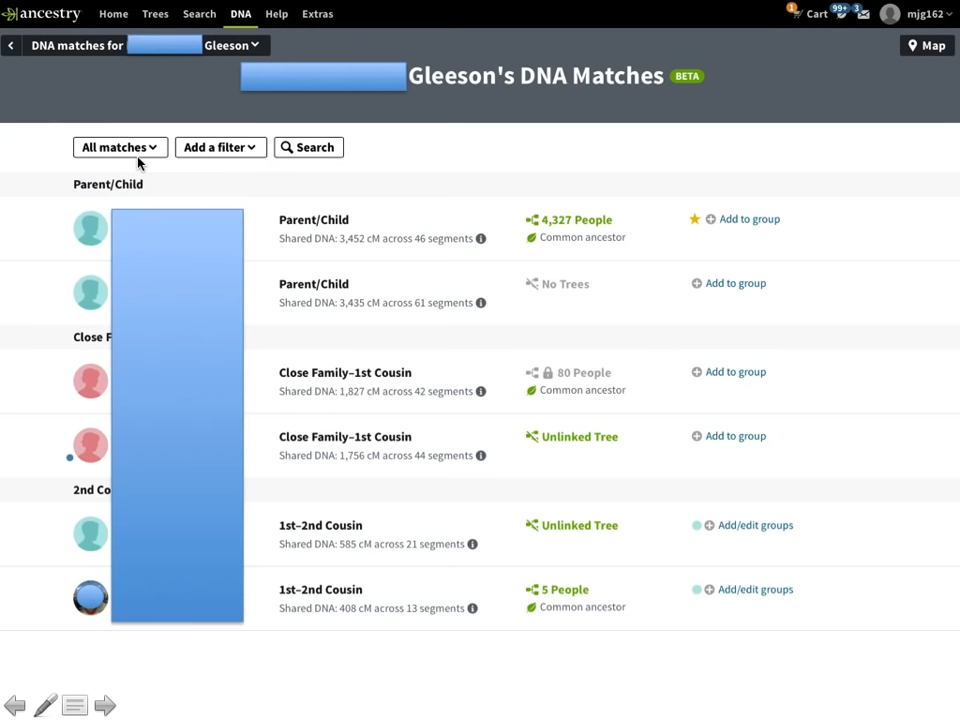 ancestry Home Trees Search DNA Help Extras 1 Cart 99+ 3 mjg162
DNA matches for Gleeson Map
Gleeson's DNA Matches BETA
All matches Add a filter Search
Parent/Child
Parent/Child 4,327 People Add to group
Shared DNA: 3,452 cM across 46 segments Common ancestor
Parent/Child No Trees Add to group
Shared DNA: 3,435 cM across 61 segments
Close F
Close Family–1st Cousin 80 People Add to group
Shared DNA: 1,827 cM across 42 segments Common ancestor
Close Family–1st Cousin Unlinked Tree Add to group
Shared DNA: 1,756 cM across 44 segments
2nd Co
1st–2nd Cousin Unlinked Tree Add/edit groups
Shared DNA: 585 cM across 21 segments
1st–2nd Cousin 5 People Add/edit groups
Shared DNA: 408 cM across 13 segments Common ancestor